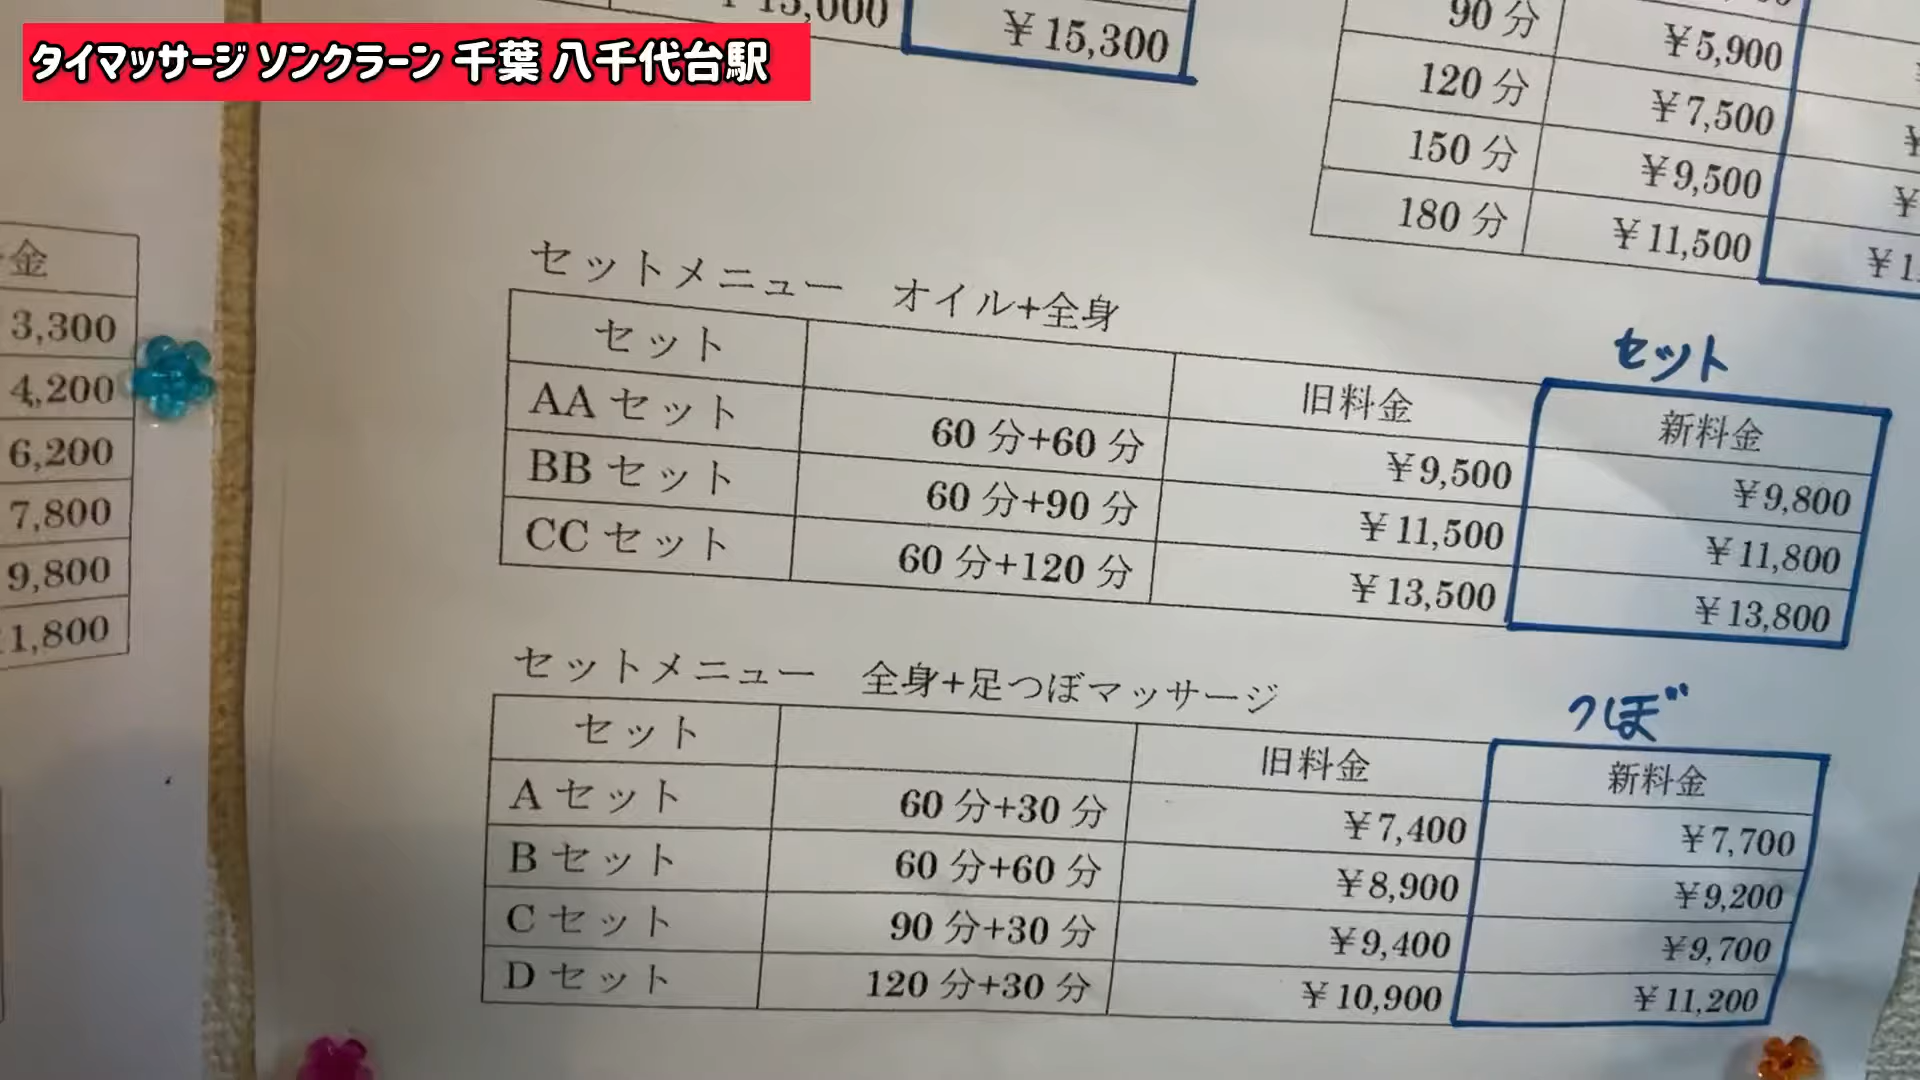 タイマッサージ ソンクラーン 千葉 八千代台駅
¥15,300
90分 ¥5,900
120分 ¥7,500
150分 ¥9,500
180分 ¥11,500
金
3,300
4,200
6,200
7,800
9,800
1,800
セットメニュー オイル+全身
セット
セット 旧料金 新料金
AAセット 60分+60分 ¥9,500 ¥9,800
BBセット 60分+90分 ¥11,500 ¥11,800
CCセット 60分+120分 ¥13,500 ¥13,800
セットメニュー 全身+足つぼマッサージ
つぼ
セット 旧料金 新料金
Aセット 60分+30分 ¥7,400 ¥7,700
Bセット 60分+60分 ¥8,900 ¥9,200
Cセット 90分+30分 ¥9,400 ¥9,700
Dセット 120分+30分 ¥10,900 ¥11,200